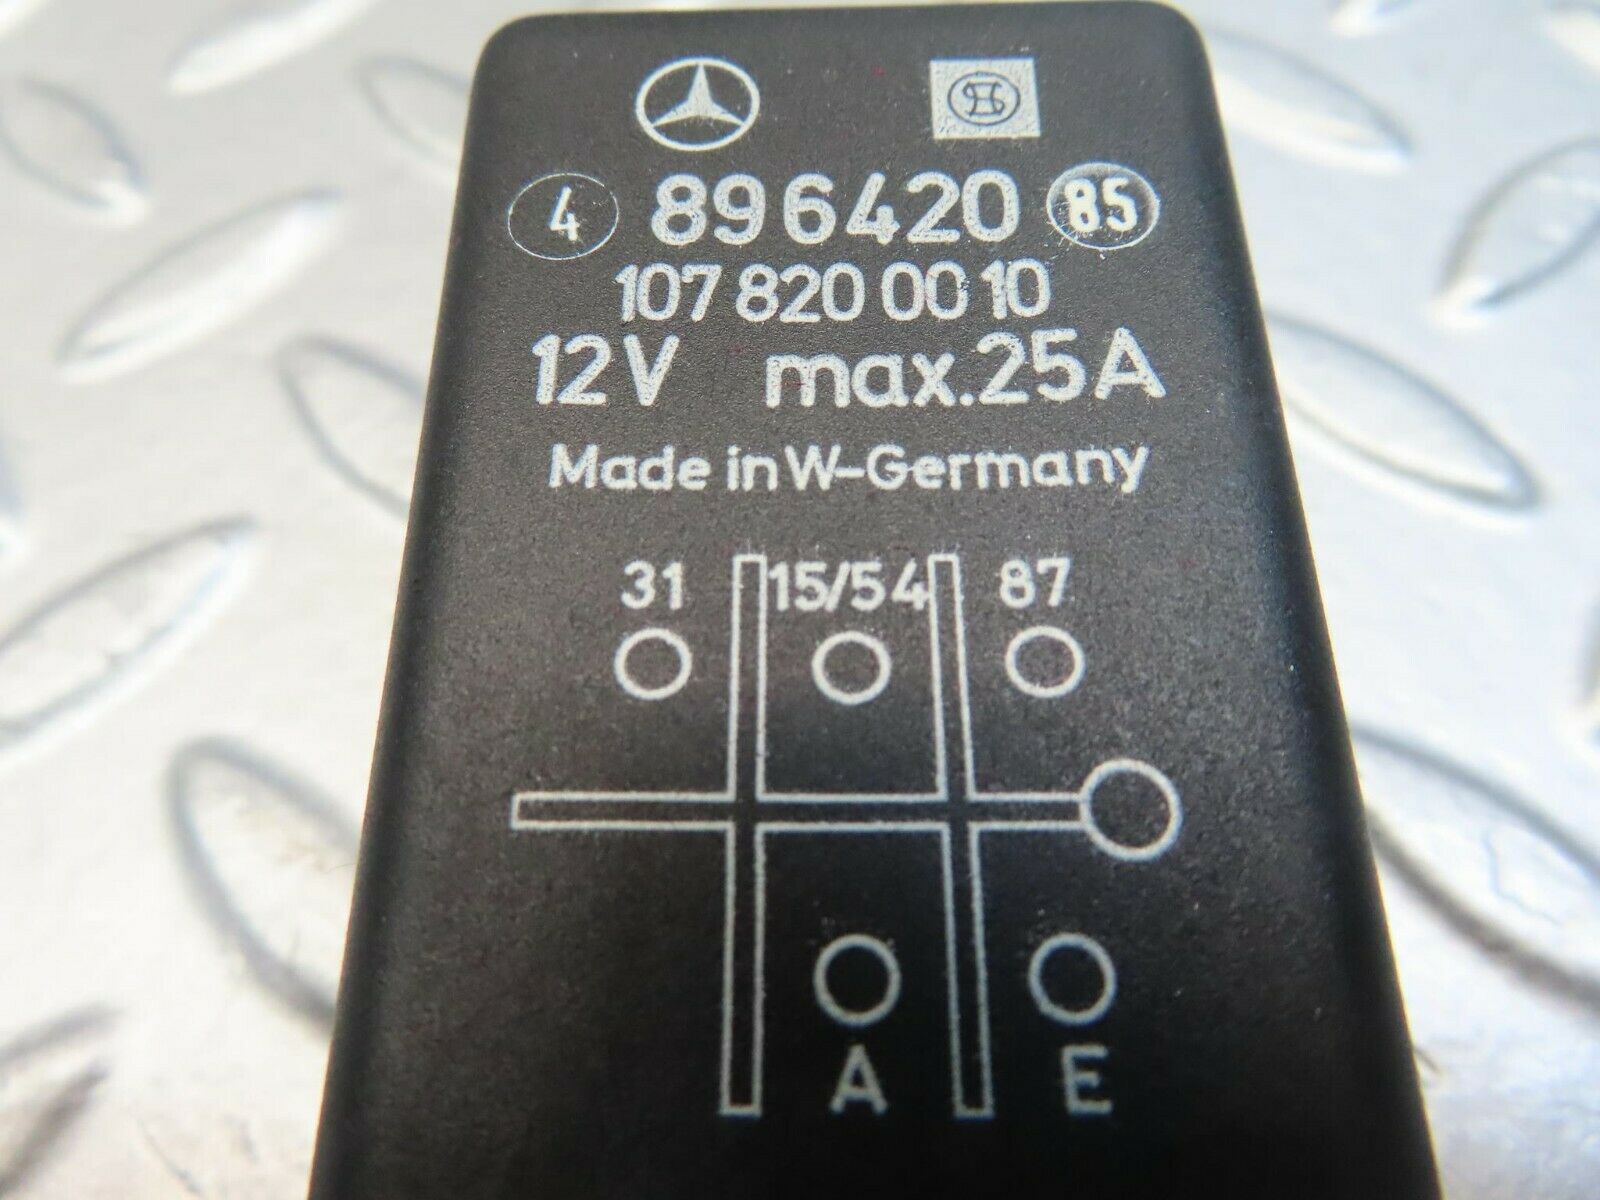 4 896420 85
107 820 00 10
12V max.25A
Made in W-Germany
31 15/54 87
A E